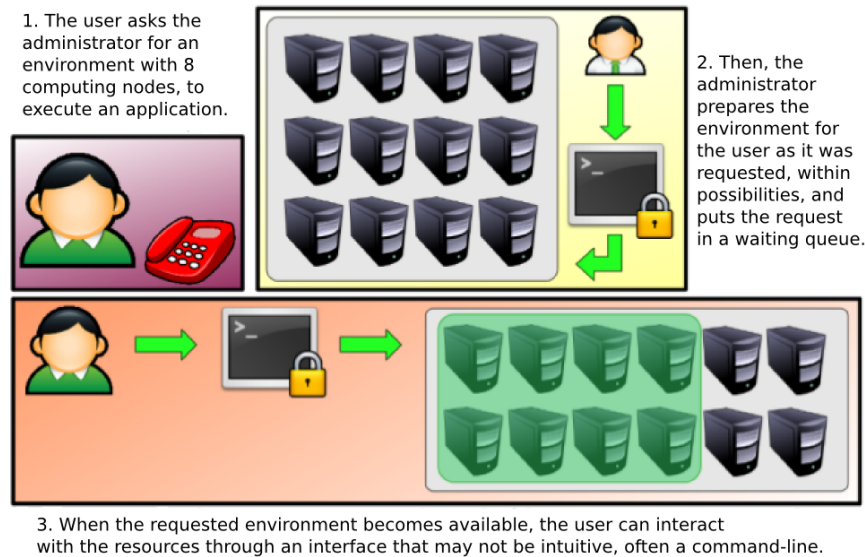 1. The user asks the
administrator for an
environment with 8
computing nodes, to
execute an application.
2. Then, the
administrator
prepares the
environment for
the user as it was
requested, within
possibilities, and
puts the request
in a waiting queue.
>_
>_
3. When the requested environment becomes available, the user can interact
with the resources through an interface that may not be intuitive, often a command-line.